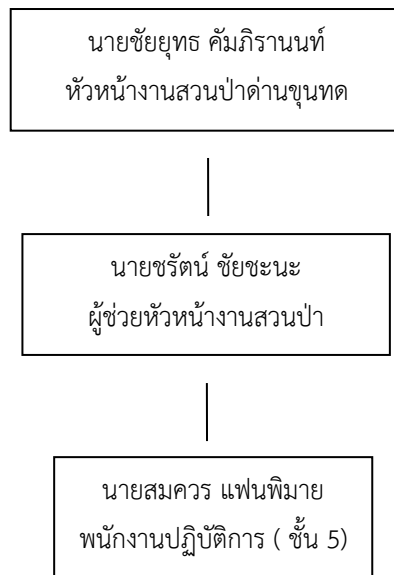 นายชัยยุทธ คัมภิรานนท์
หัวหน้างานสวนป่าด่านขุนทด
นายชรัตน์ ชัยชะนะ
ผู้ช่วยหัวหน้างานสวนป่า
นายสมควร แฟนพิมาย
พนักงานปฏิบัติการ ( ชั้น 5)